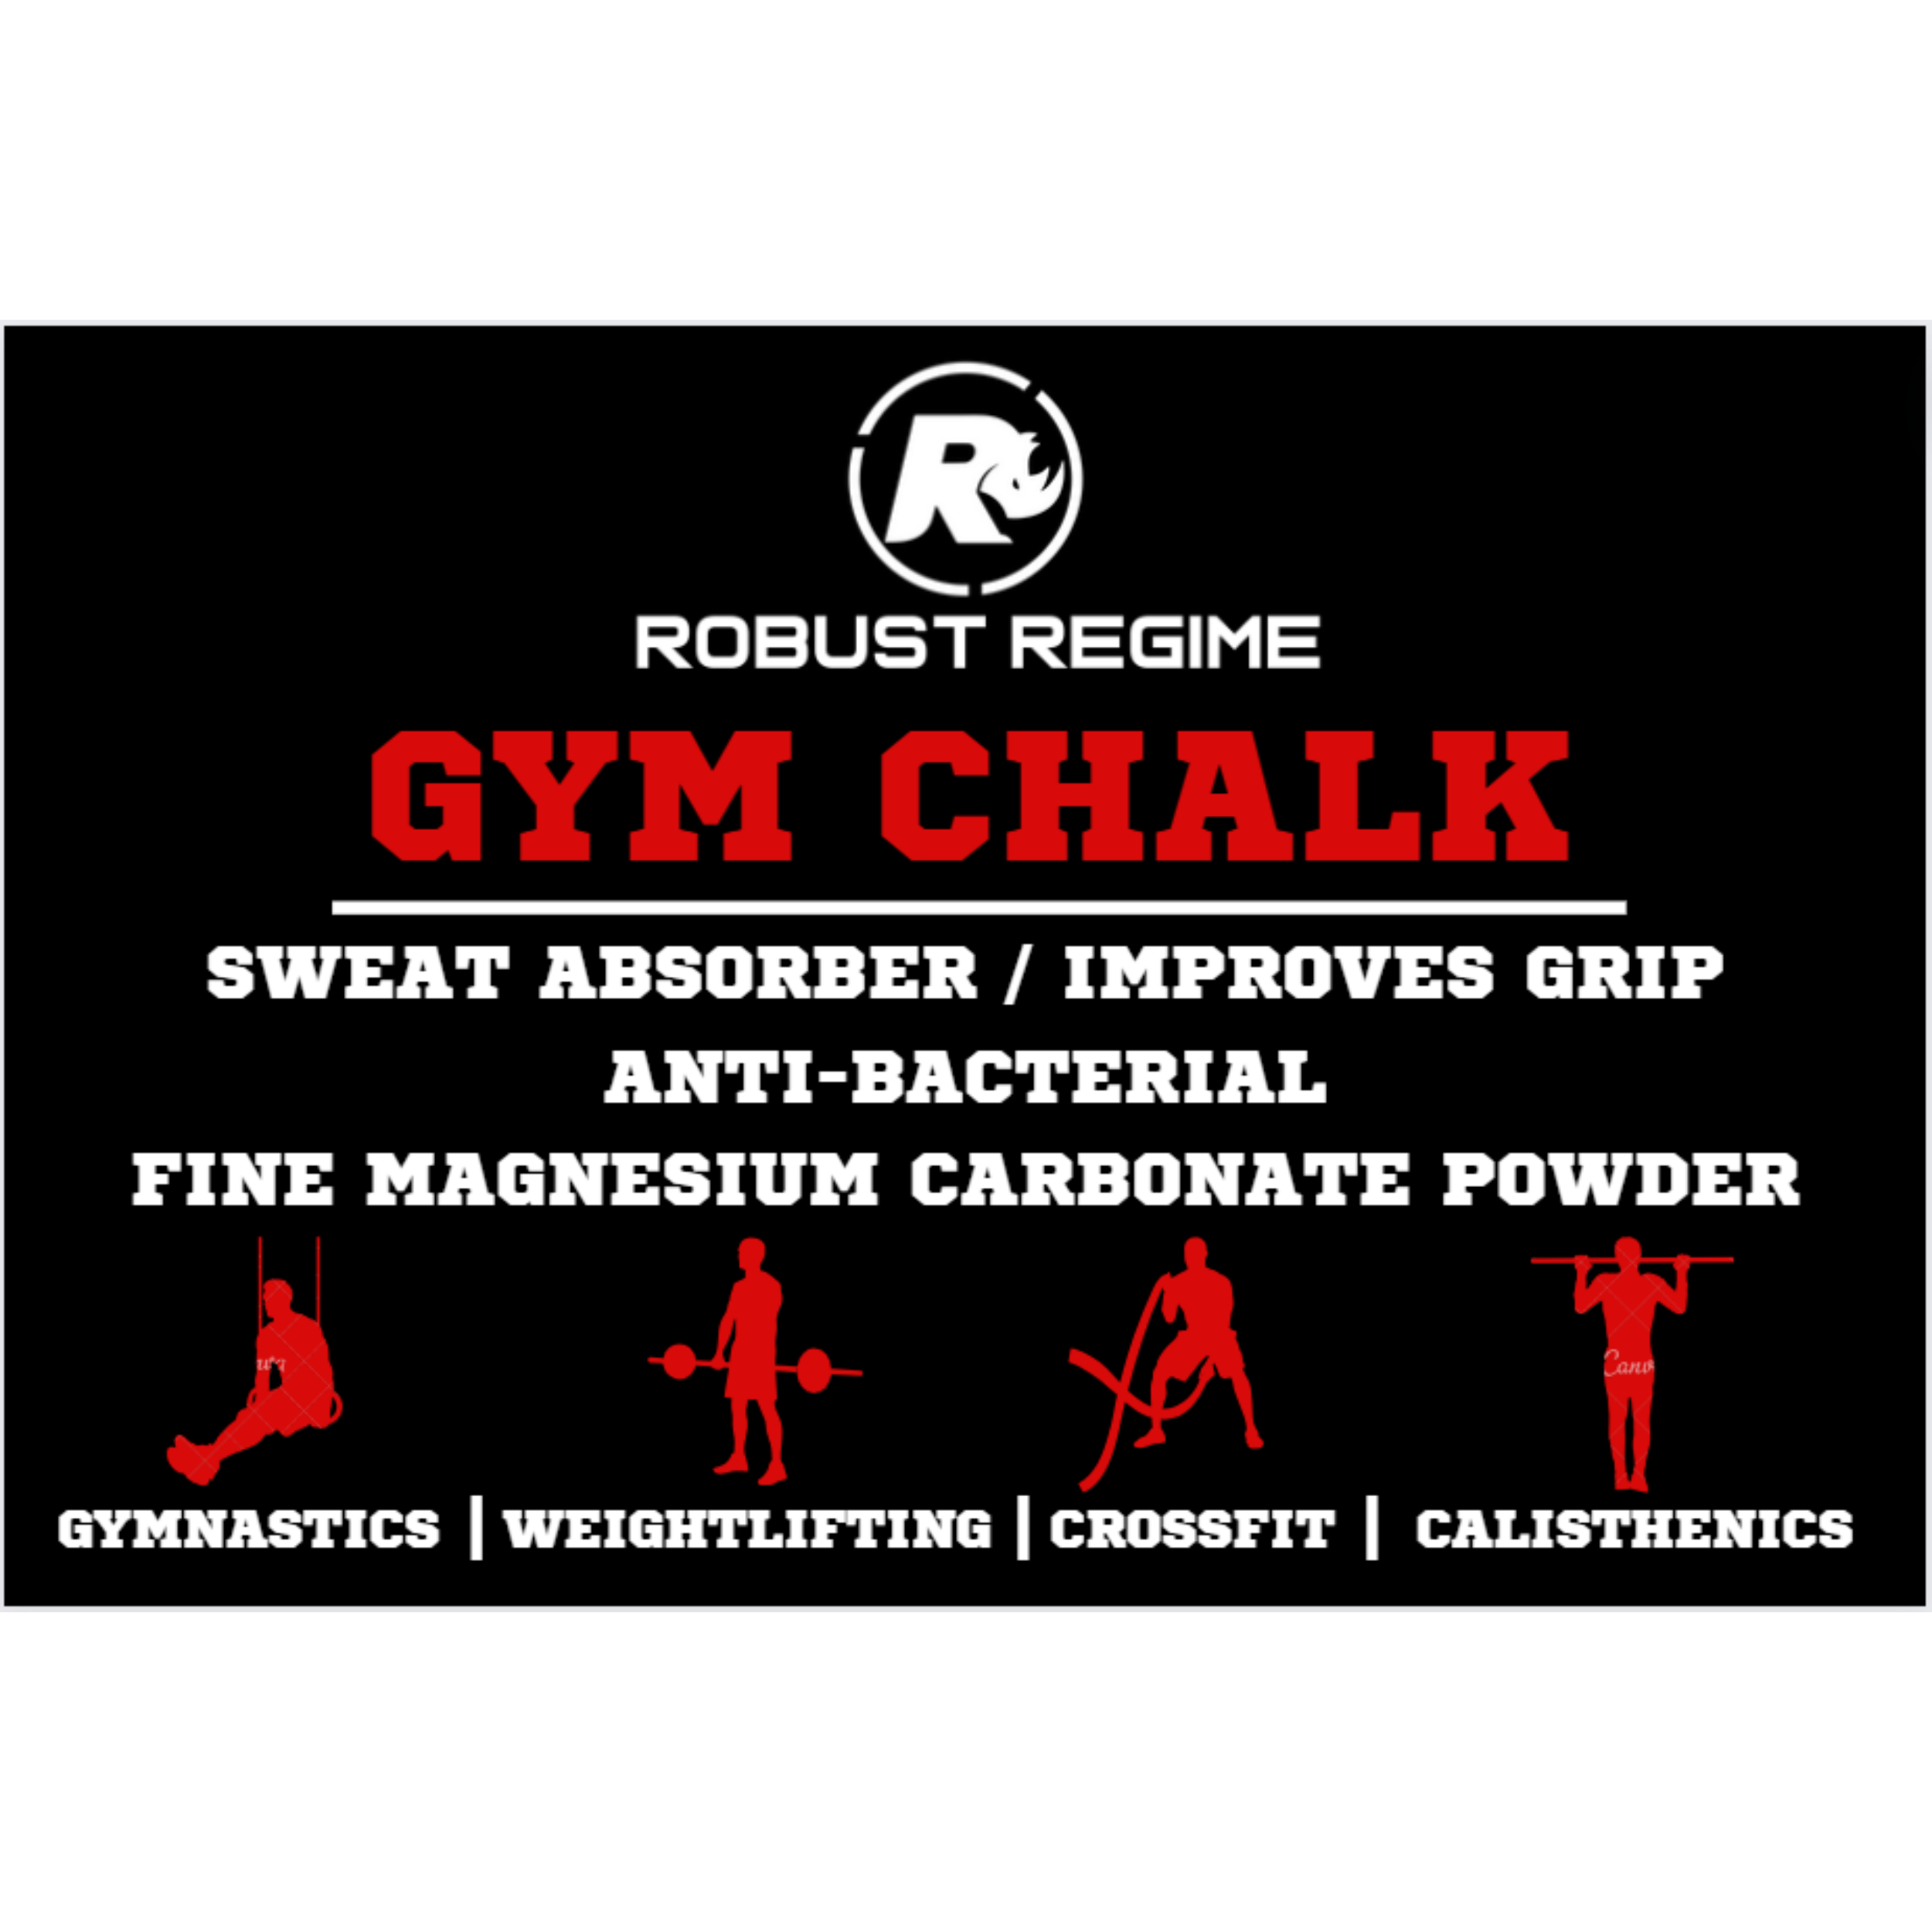 ROBUST REGIME
GYM CHALK
SWEAT ABSORBER / IMPROVES GRIP
ANTI-BACTERIAL
FINE MAGNESIUM CARBONATE POWDER
GYMNASTICS | WEIGHTLIFTING | CROSSFIT | CALISTHENICS